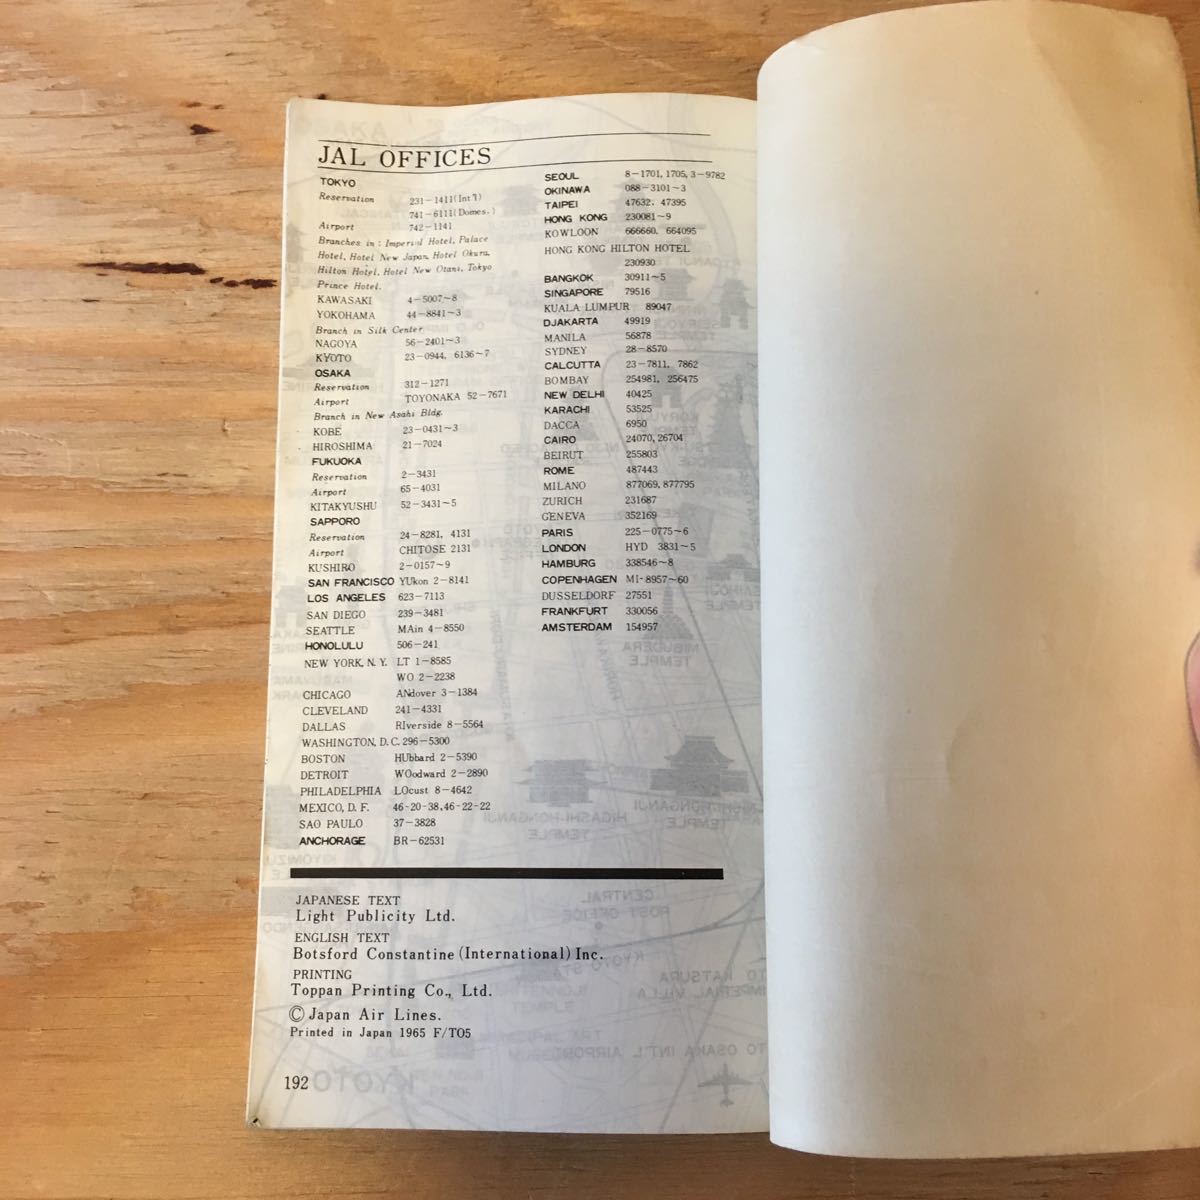 JAL OFFICES
TOKYO
Reservation 231-1411(Int'l)
741-6111(Domes.)
Airport 742-1141
Branches in : Imperial Hotel, Palace
Hotel, Hotel New Japan, Hotel Okura,
Hilton Hotel, Hotel New Otani, Tokyo
Prince Hotel.
KAWASAKI 4-5007~8
YOKOHAMA 44-8841~3
Branch in Silk Center
NAGOYA 56-2401~3
KYOTO 23-0944, 6136~7
OSAKA
Reservation 312-1271
Airport TOYONAKA 52-7671
Branch in New Asahi Bldg.
KOBE 23-0431~3
HIROSHIMA 21-7024
FUKUOKA
Reservation 2-3431
Airport 65-4031
KITAKYUSHU 52-3431~5
SAPPORO
Reservation 24-8281, 4131
Airport CHITOSE 2131
KUSHIRO 2-0157~9
SAN FRANCISCO YUkon 2-8141
LOS ANGELES 623-7113
SAN DIEGO 239-3481
SEATTLE MAin 4-8550
HONOLULU 506-241
NEW YORK, N. Y. LT 1-8585
WO 2-2238
CHICAGO ANdover 3-1384
CLEVELAND 241-4331
DALLAS RIverside 8-5564
WASHINGTON, D. C. 296-5300
BOSTON HUbbard 2-5390
DETROIT WOodward 2-2890
PHILADELPHIA LOcust 8-4642
MEXICO, D. F. 46-20-38, 46-22-22
SAO PAULO 37-3828
ANCHORAGE BR-62531
SEOUL 8-1701, 1705, 3-9782
OKINAWA 088-3101~3
TAIPEI 47632, 47395
HONG KONG 230081~9
KOWLOON 666660, 664095
HONG KONG HILTON HOTEL
230930
BANGKOK 30911~5
SINGAPORE 79516
KUALA LUMPUR 89047
DJAKARTA 49919
MANILA 56878
SYDNEY 28-8570
CALCUTTA 23-7811, 7862
BOMBAY 254981, 256475
NEW DELHI 40425
KARACHI 53525
DACCA 6950
CAIRO 24070, 26704
BEIRUT 255803
ROME 487443
MILANO 877069, 877795
ZURICH 231687
GENEVA 352169
PARIS 225-0775~6
LONDON HYD 3831~5
HAMBURG 338546~8
COPENHAGEN MI-8957~60
DUSSELDORF 27551
FRANKFURT 330056
AMSTERDAM 154957
JAPANESE TEXT
Light Publicity Ltd.
ENGLISH TEXT
Botsford Constantine (International) Inc.
PRINTING
Toppan Printing Co., Ltd.
© Japan Air Lines.
Printed in Japan 1965 F/TO5
192